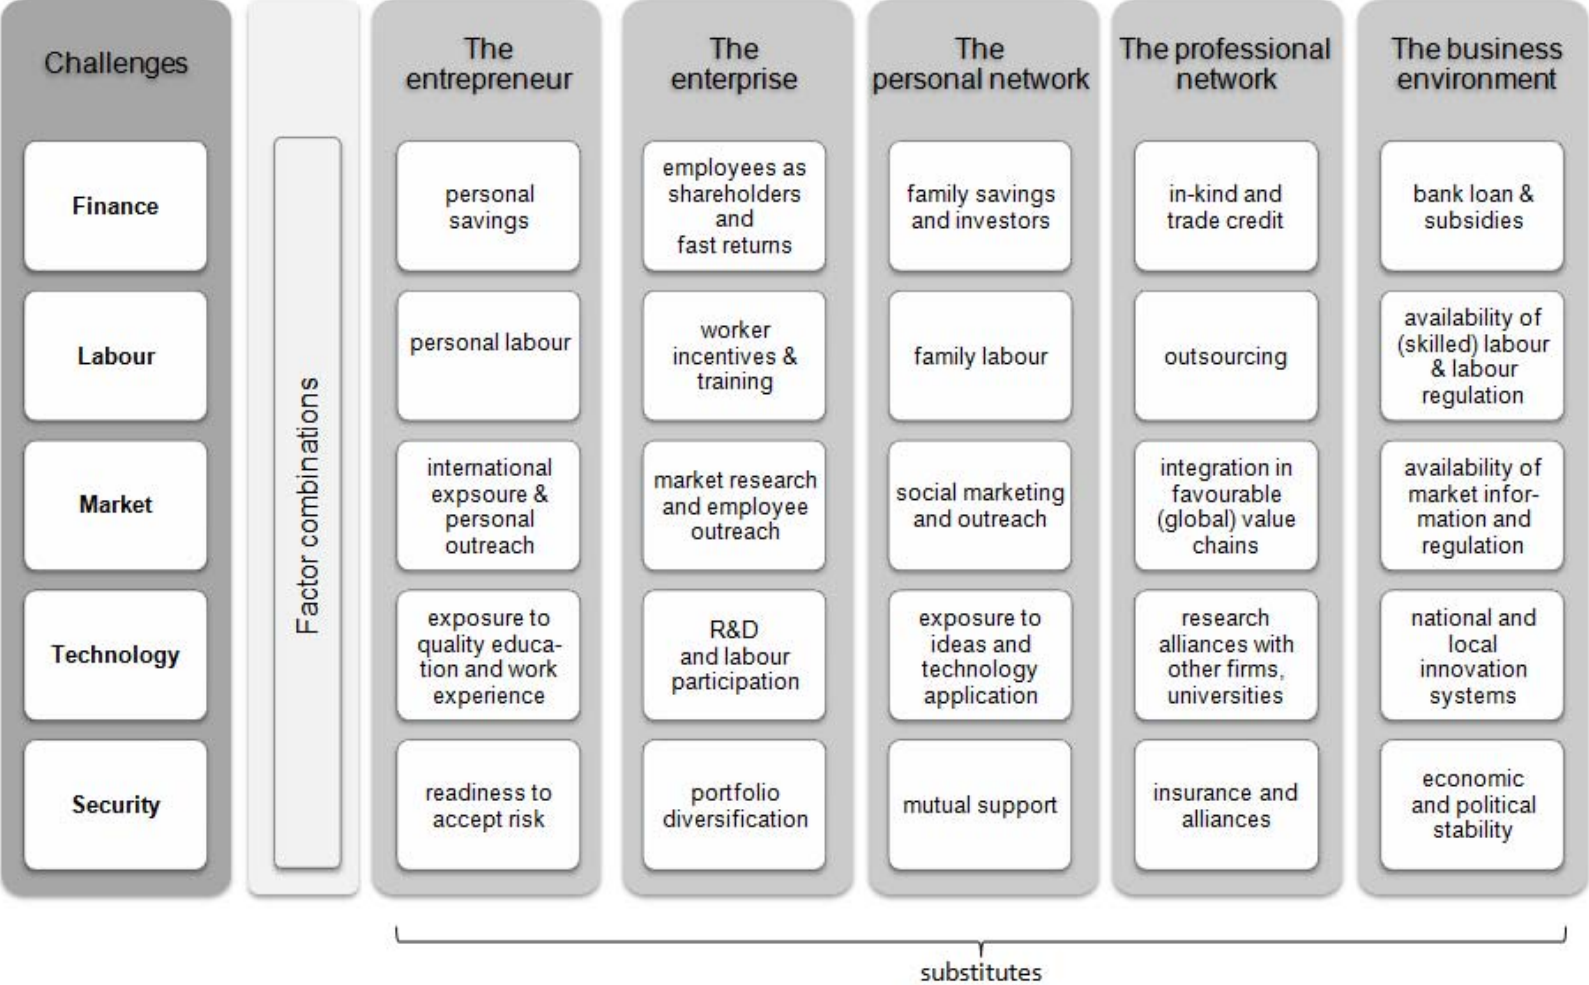 Challenges
Finance
Labour
Market
Technology
Security
Factor combinations
The
entrepreneur
personal
savings
personal labour
international
expsoure &
personal
outreach
exposure to
quality educa-
tion and work
experience
readiness to
accept risk
The
enterprise
employees as
shareholders
and
fast returns
worker
incentives &
training
market research
and employee
outreach
R&D
and labour
participation
portfolio
diversification
The
personal network
family savings
and investors
family labour
social marketing
and outreach
exposure to
ideas and
technology
application
mutual support
The professional
network
in-kind and
trade credit
outsourcing
integration in
favourable
(global) value
chains
research
alliances with
other firms,
universities
insurance and
alliances
The business
environment
bank loan &
subsidies
availability of
(skilled) labour
& labour
regulation
availability of
market infor-
mation and
regulation
national and
local
innovation
systems
economic
and political
stability
substitutes